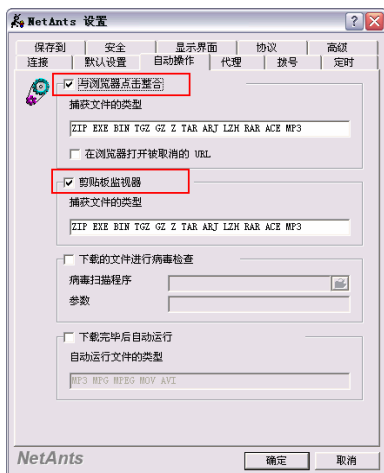 NetAnts 设置
保存到 安全 显示界面 协议 高级
连接 默认设置 自动操作 代理 拨号 定时
与浏览器点击整合
捕获文件的类型
ZIP EXE BIN TGZ GZ Z TAR ARJ LZH RAR ACE MP3
在浏览器打开被取消的 URL
剪贴板监视器
捕获文件的类型
ZIP EXE BIN TGZ GZ Z TAR ARJ LZH RAR ACE MP3
下载的文件进行病毒检查
病毒扫描程序
参数
下载完毕后自动运行
自动运行文件的类型
MP3 MPG MPEG MOV AVI
NetAnts 确定 取消